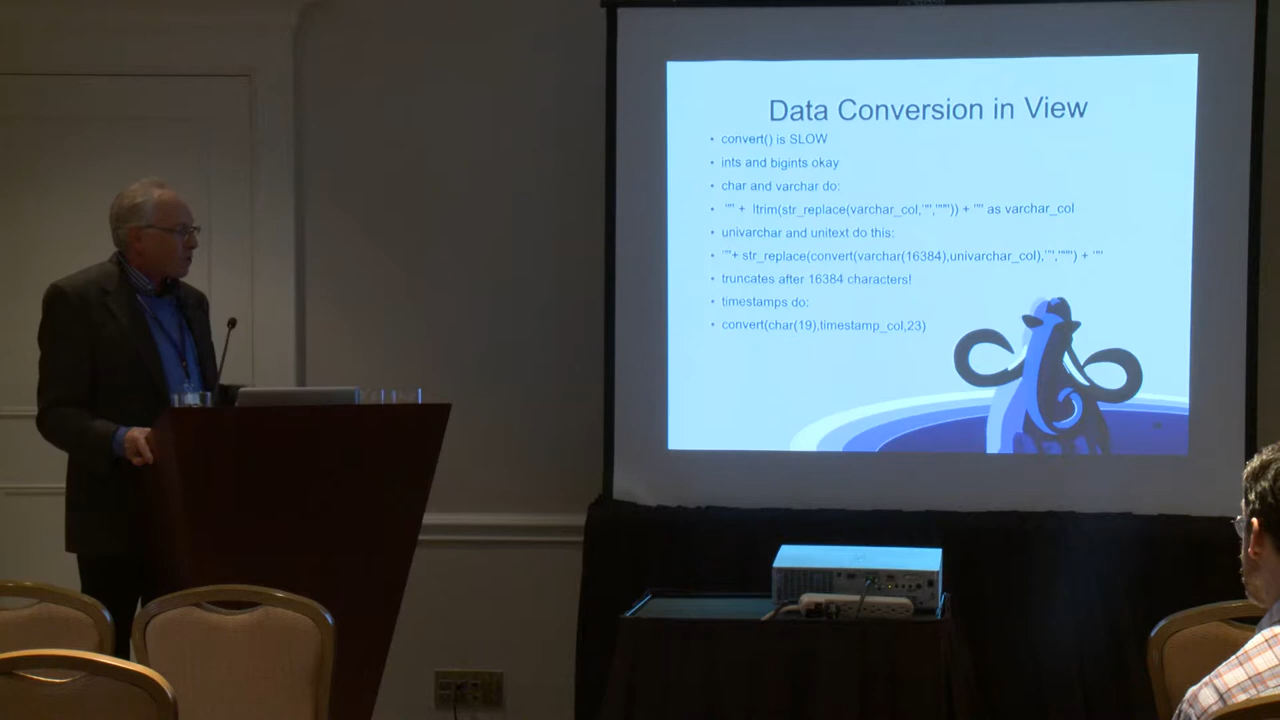 Data Conversion in View
• convert() is SLOW
• ints and bigints okay
• char and varchar do:
• '"' + ltrim(str_replace(varchar_col,'"','""')) + '"' as varchar_col
• univarchar and unitext do this:
• '"'+ str_replace(convert(varchar(16384),univarchar_col),'"','""') + '"'
• truncates after 16384 characters!
• timestamps do:
• convert(char(19),timestamp_col,23)